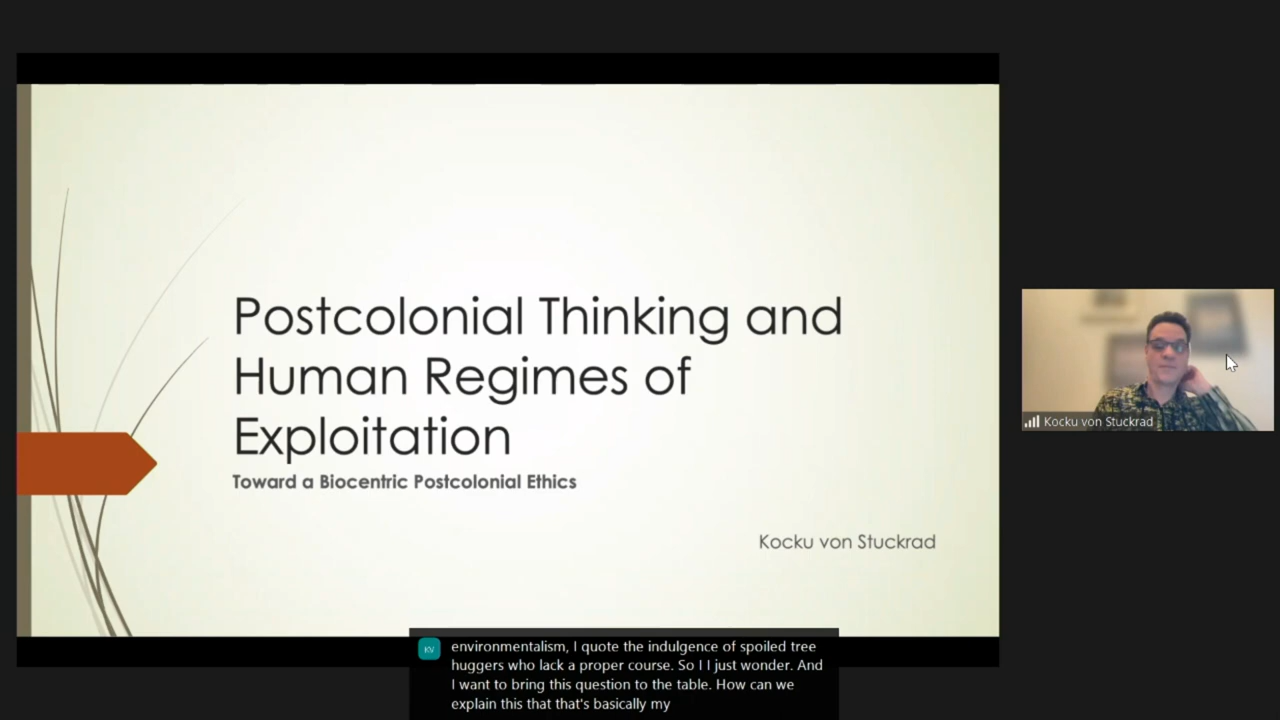 Postcolonial Thinking and
Human Regimes of
Exploitation
Toward a Biocentric Postcolonial Ethics
Kocku von Stuckrad
Kocku von Stuckrad
KV
environmentalism, I quote the indulgence of spoiled tree
huggers who lack a proper course. So I I just wonder. And
I want to bring this question to the table. How can we
explain this that that's basically my